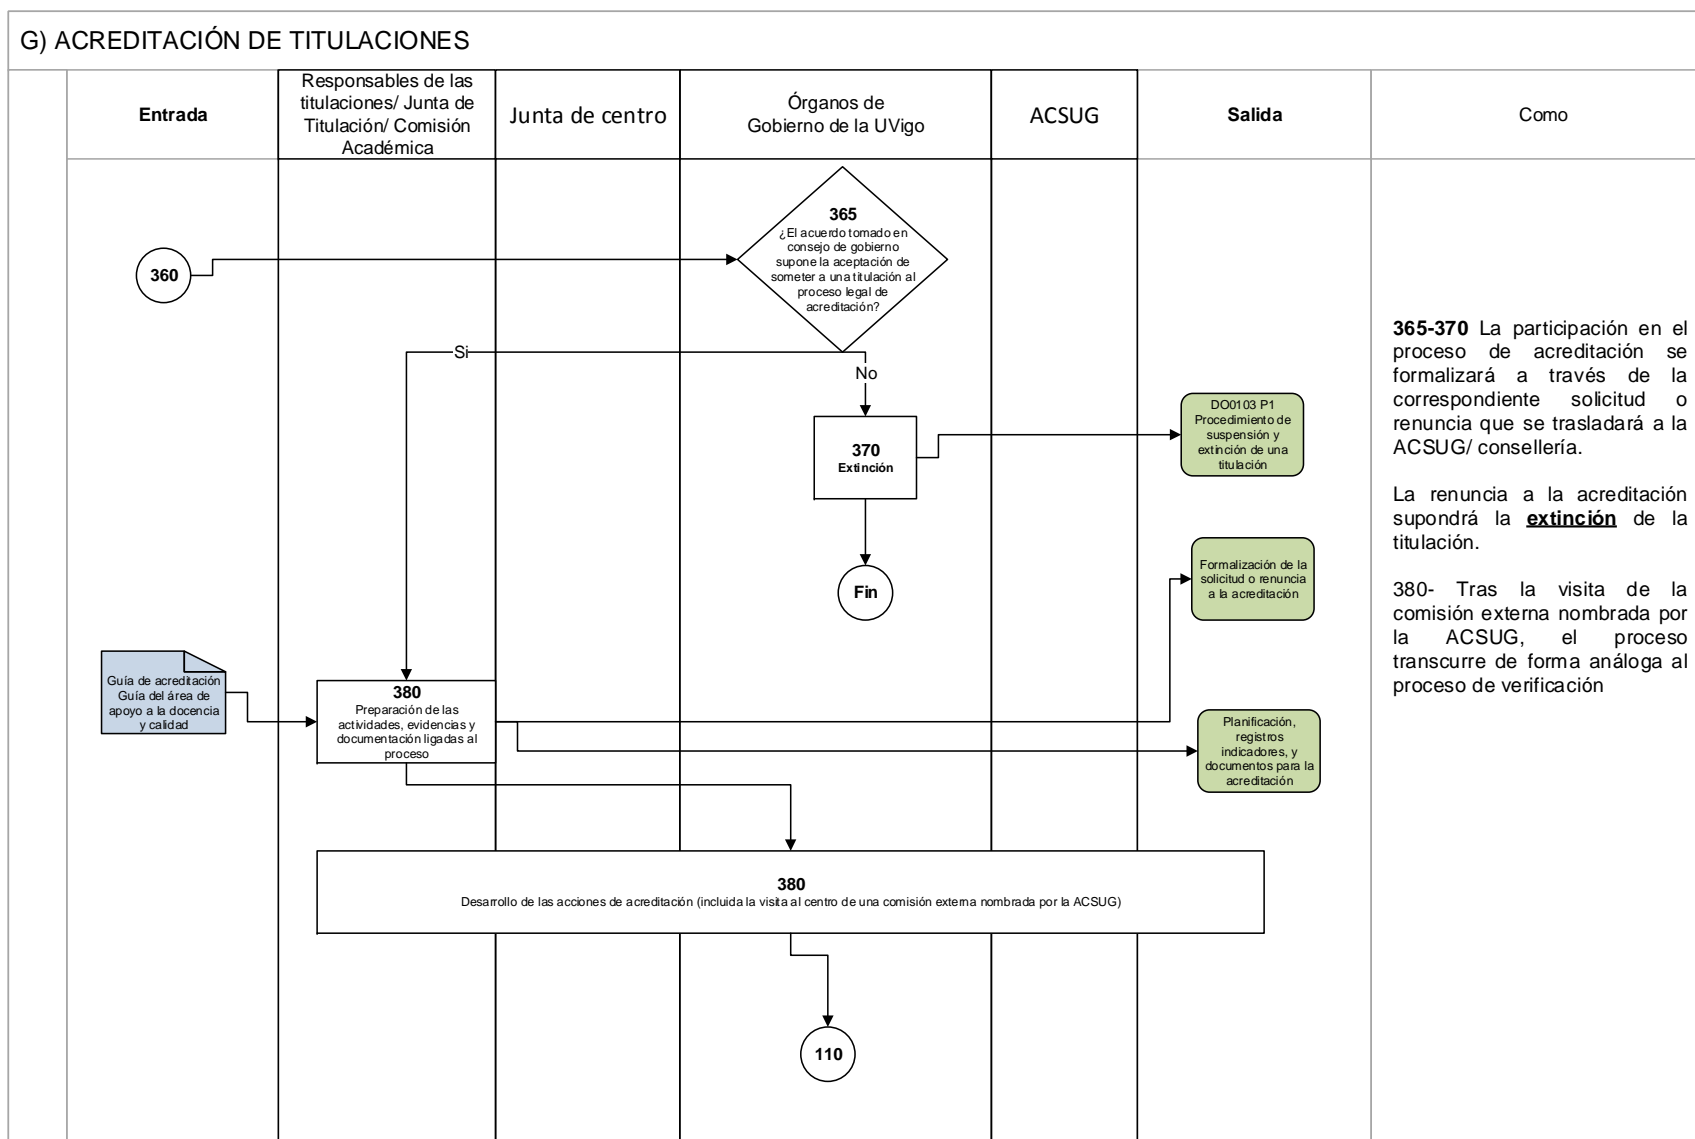 G) ACREDITACIÓN DE TITULACIONES
Entrada
Responsables de las
titulaciones/ Junta de
Titulación/ Comisión
Académica
Junta de centro
Órganos de
Gobierno de la UVigo
ACSUG
Salida
Como
365
¿El acuerdo tomado en
consejo de gobierno
supone la aceptación de
someter a una titulación al
proceso legal de
acreditación?
360
Si
No
370
Extinción
DO0103 P1
Procedimiento de
suspensión y
extinción de una
titulación
Fin
Formalización de la
solicitud o renuncia
a la acreditación
Guía de acreditación
Guía del área de
apoyo a la docencia
y calidad
380
Preparación de las
actividades, evidencias y
documentación ligadas al
proceso
Planificación,
registros
indicadores, y
documentos para la
acreditación
380
Desarrollo de las acciones de acreditación (incluida la visita al centro de una comisión externa nombrada por la ACSUG)
110
365-370 La participación en el
proceso de acreditación se
formalizará a través de la
correspondiente solicitud o
renuncia que se trasladará a la
ACSUG/ consellería.
La renuncia a la acreditación
supondrá la extinción de la
titulación.
380- Tras la visita de la
comisión externa nombrada por
la ACSUG, el proceso
transcurre de forma análoga al
proceso de verificación